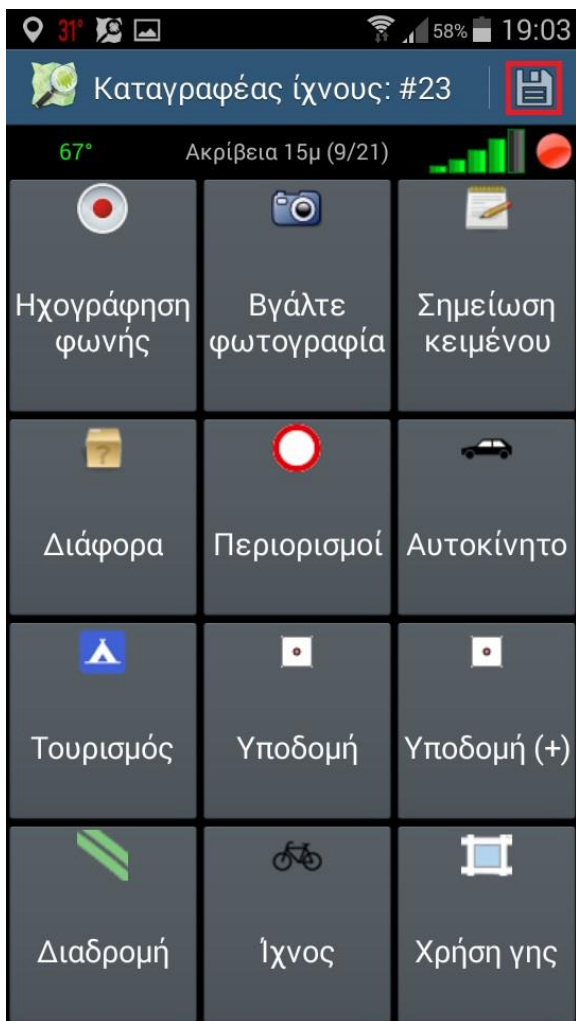 31° 58% 19:03
Καταγραφέας ίχνους: #23
67° Ακρίβεια 15μ (9/21)
Ηχογράφηση
φωνής
Βγάλτε
φωτογραφία
Σημείωση
κειμένου
?
Διάφορα
Περιορισμοί
Αυτοκίνητο
Τουρισμός
Υποδομή
Υποδομή (+)
Διαδρομή
Ίχνος
Χρήση γης